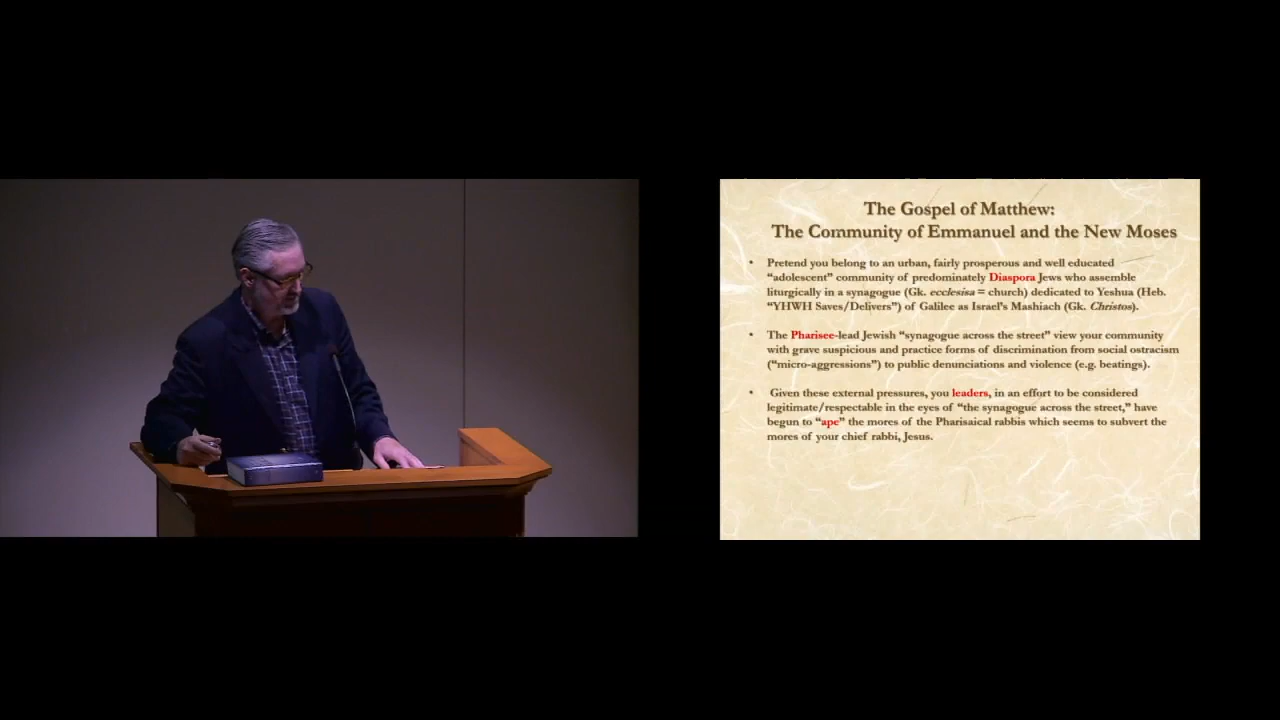 The Gospel of Matthew:
The Community of Emmanuel and the New Moses
• Pretend you belong to an urban, fairly prosperous and well educated
“adolescent” community of predominately Diaspora Jews who assemble
liturgically in a synagogue (Gk. ecclesisa = church) dedicated to Yeshua (Heb.
“YHWH Saves/Delivers”) of Galilee as Israel’s Mashiach (Gk. Christos).
• The Pharisee-lead Jewish “synagogue across the street” view your community
with grave suspicious and practice forms of discrimination from social ostracism
(“micro-aggressions”) to public denunciations and violence (e.g. beatings).
• Given these external pressures, you leaders, in an effort to be considered
legitimate/respectable in the eyes of “the synagogue across the street,” have
begun to “ape” the mores of the Pharisaical rabbis which seems to subvert the
mores of your chief rabbi, Jesus.